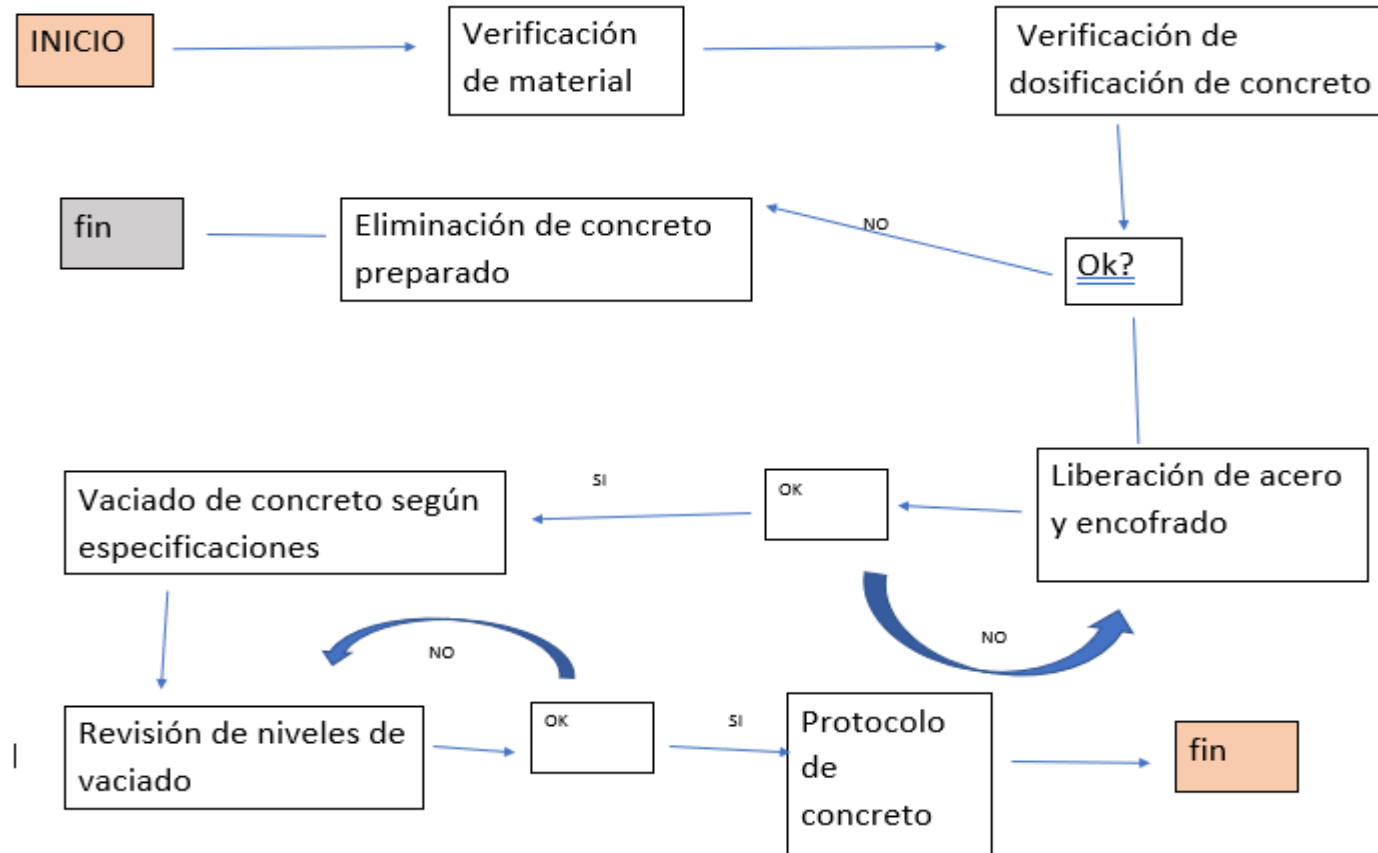 INICIO
Verificación
de material
Verificación de
dosificación de concreto
fin
Eliminación de concreto
preparado
NO
Ok?
Vaciado de concreto según
especificaciones
SI
OK
Liberación de acero
y encofrado
NO
NO
Revisión de niveles de
vaciado
OK
SI
Protocolo
de
concreto
fin